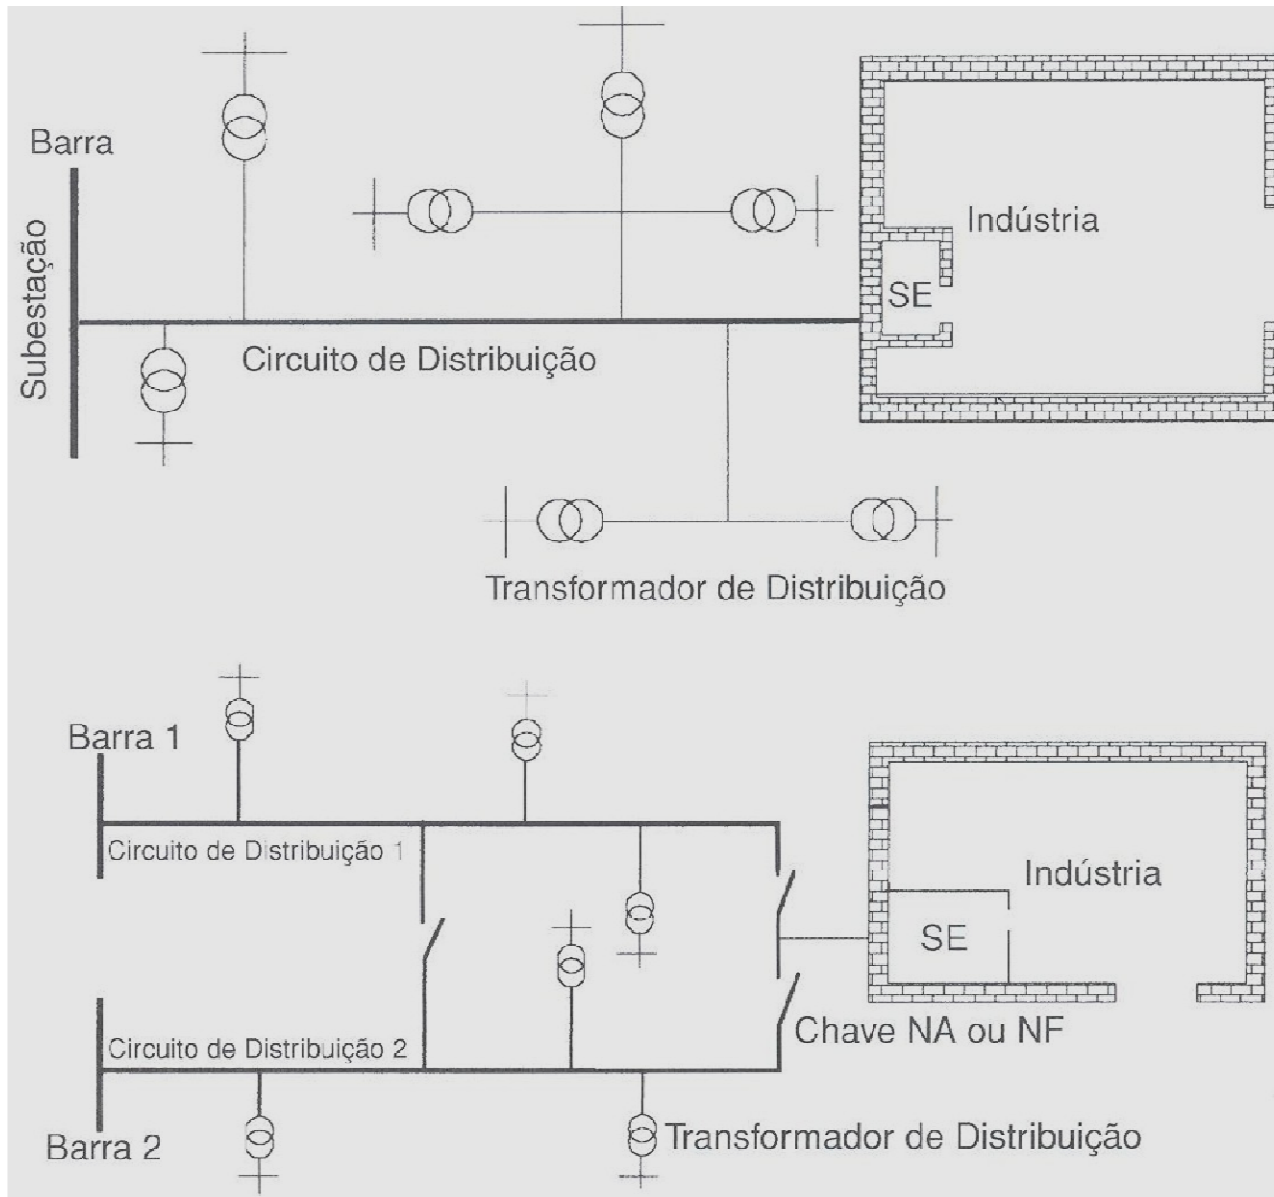 Barra
Subestação
Indústria
SE
Circuito de Distribuição
Transformador de Distribuição
Barra 1
Circuito de Distribuição 1
Indústria
SE
Chave NA ou NF
Circuito de Distribuição 2
Barra 2
Transformador de Distribuição